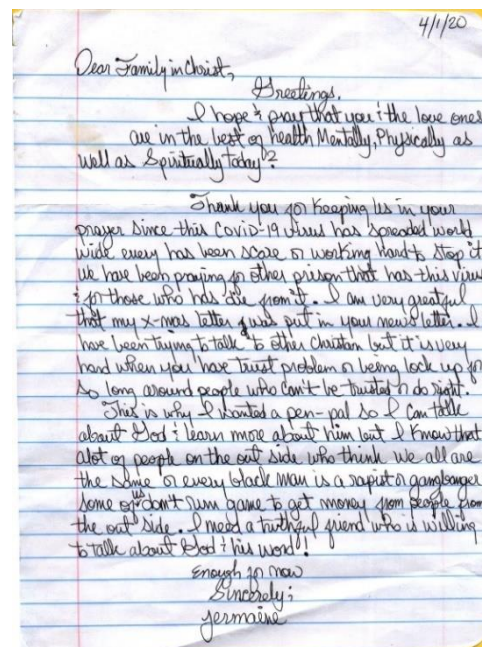 4/1/20
Dear Family in Christ,
Greetings,
I hope & pray that you & the love ones
are in the best of health Mentally, Physically as
well as Spiritually today!?
Thank you for Keeping us in your
prayer since this Covid-19 virus has spreaded world
wide every has been scare or working hard to stop it
we have been praying for other prison that has this virus
& for those who has die from it. I am very greatful
that my x-mas letter was put in your news letter. I
have been trying to talk to other christan but it is very
hard when you have trust problem or being lock up for
so long around people who can't be trusted to do right.
This is why I wanted a pen-pal so I can talk
about God & learn more about him but I Know that
alot of people on the out side who think we all are
the same or every black man is a rapist or gangbanger
some of us don't run game to get money from people from
the out side. I need a truthful friend who is willing
to talk about God & his word!
Enough for now
Sincerely;
Jermaine